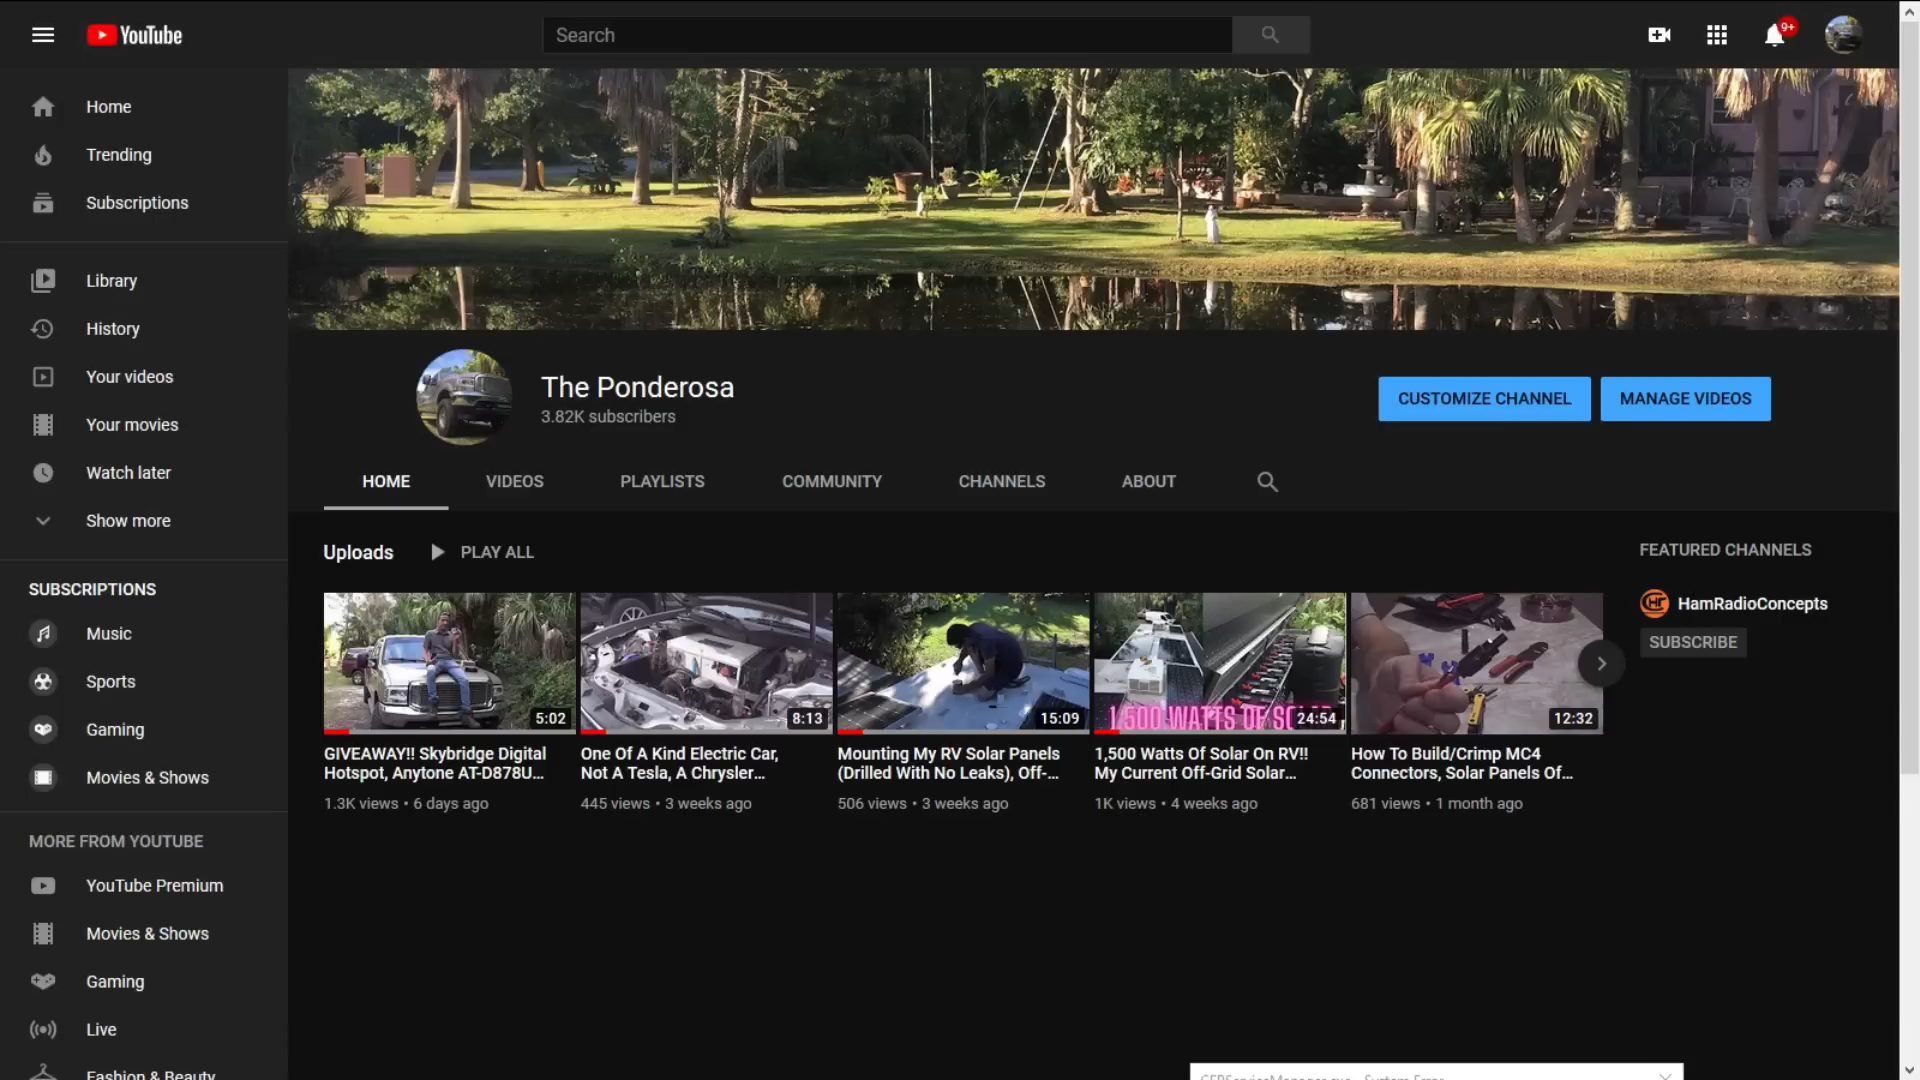 YouTube
Search
9+
Home
Trending
Subscriptions
Library
History
Your videos
Your movies
Watch later
Show more
SUBSCRIPTIONS
Music
Sports
Gaming
Movies & Shows
MORE FROM YOUTUBE
YouTube Premium
Movies & Shows
Gaming
Live
Fashion & Beauty
The Ponderosa
3.82K subscribers
CUSTOMIZE CHANNEL
MANAGE VIDEOS
HOME
VIDEOS
PLAYLISTS
COMMUNITY
CHANNELS
ABOUT
Uploads
PLAY ALL
5:02
GIVEAWAY!! Skybridge Digital
Hotspot, Anytone AT-D878U...
1.3K views • 6 days ago
8:13
One Of A Kind Electric Car,
Not A Tesla, A Chrysler...
445 views • 3 weeks ago
15:09
Mounting My RV Solar Panels
(Drilled With No Leaks), Off-...
506 views • 3 weeks ago
1,500 WATTS OF
24:54
1,500 Watts Of Solar On RV!!
My Current Off-Grid Solar...
1K views • 4 weeks ago
12:32
How To Build/Crimp MC4
Connectors, Solar Panels Of...
681 views • 1 month ago
FEATURED CHANNELS
HamRadioConcepts
SUBSCRIBE
System Error